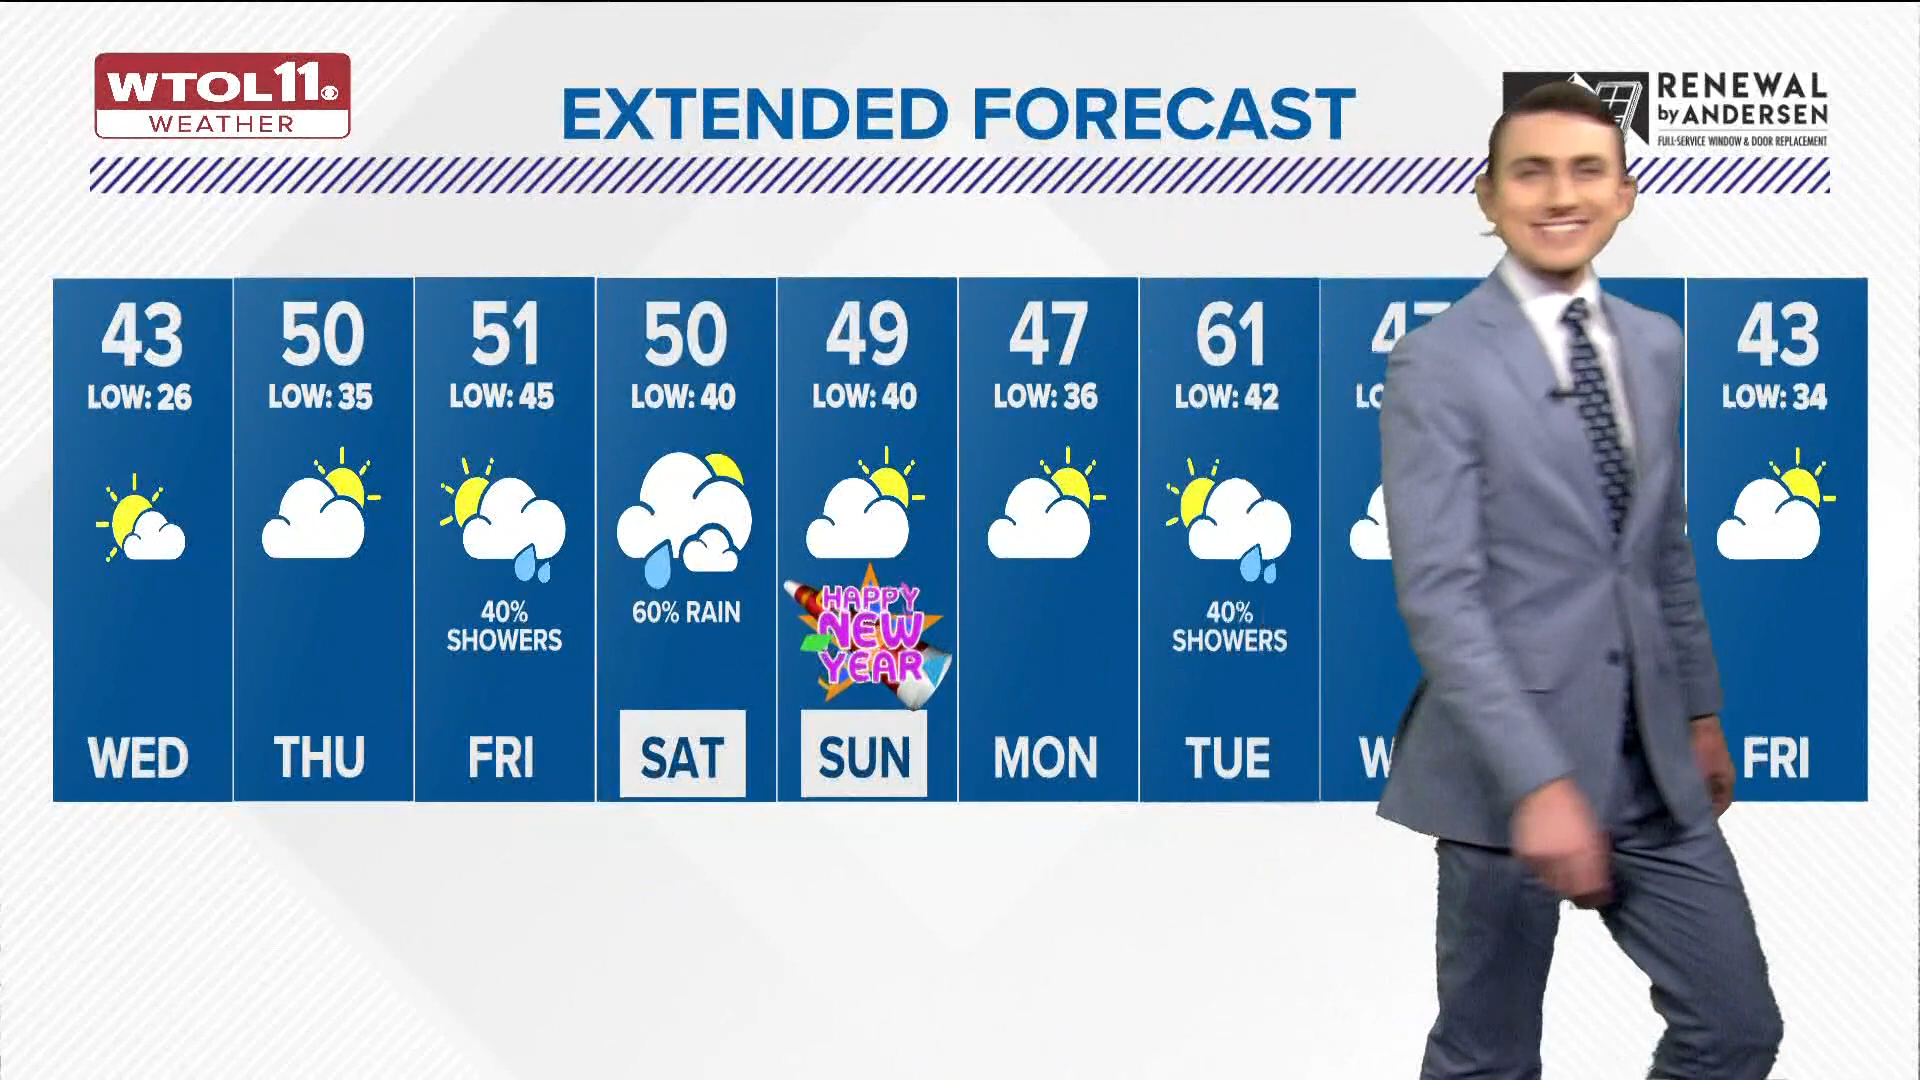 WTOL 11
WEATHER
EXTENDED FORECAST
RENEWAL
by ANDERSEN
FULL-SERVICE WINDOW & DOOR REPLACEMENT
43
LOW: 26
WED
50
LOW: 35
THU
51
LOW: 45
40%
SHOWERS
FRI
50
LOW: 40
60% RAIN
SAT
49
LOW: 40
HAPPY
NEW
YEAR
SUN
47
LOW: 36
MON
61
LOW: 42
40%
SHOWERS
TUE
43
LOW: 34
FRI